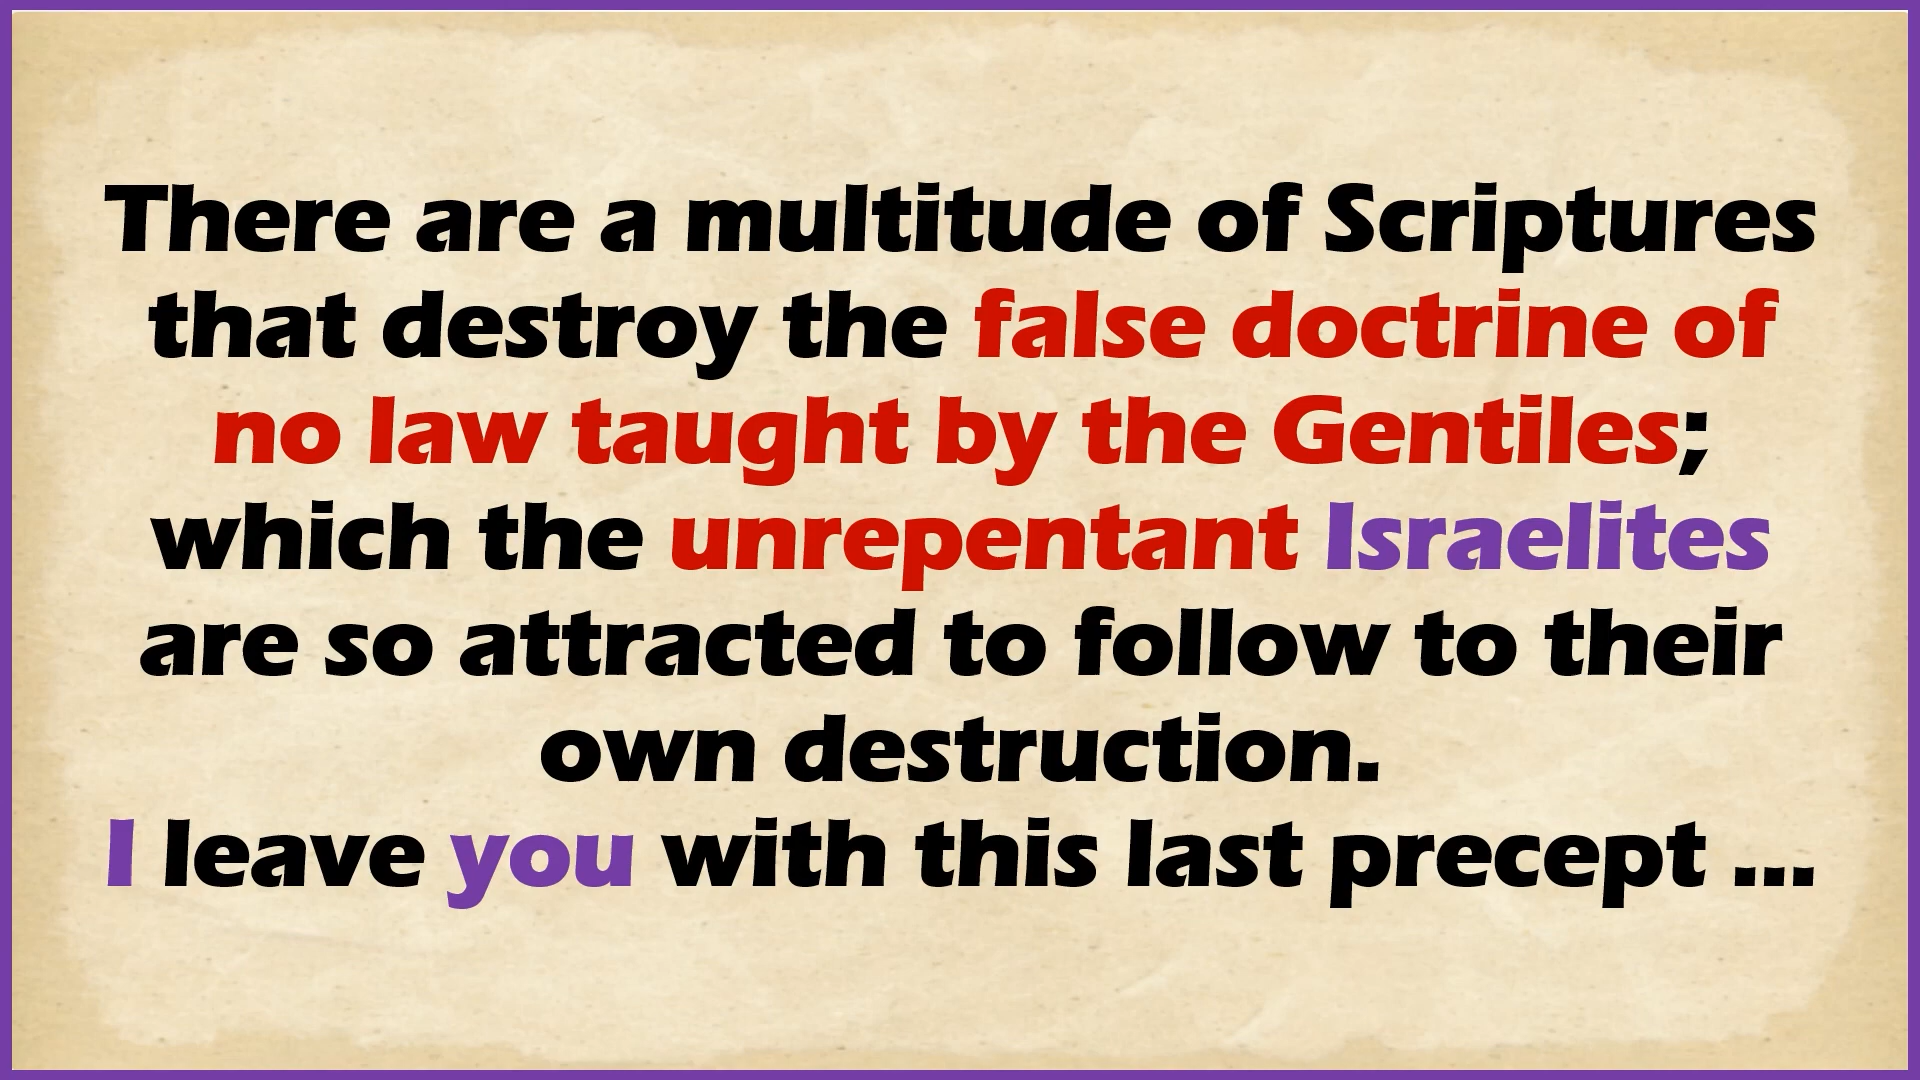 There are a multitude of Scriptures
that destroy the false doctrine of
no law taught by the Gentiles;
which the unrepentant Israelites
are so attracted to follow to their
own destruction.
I leave you with this last precept ...